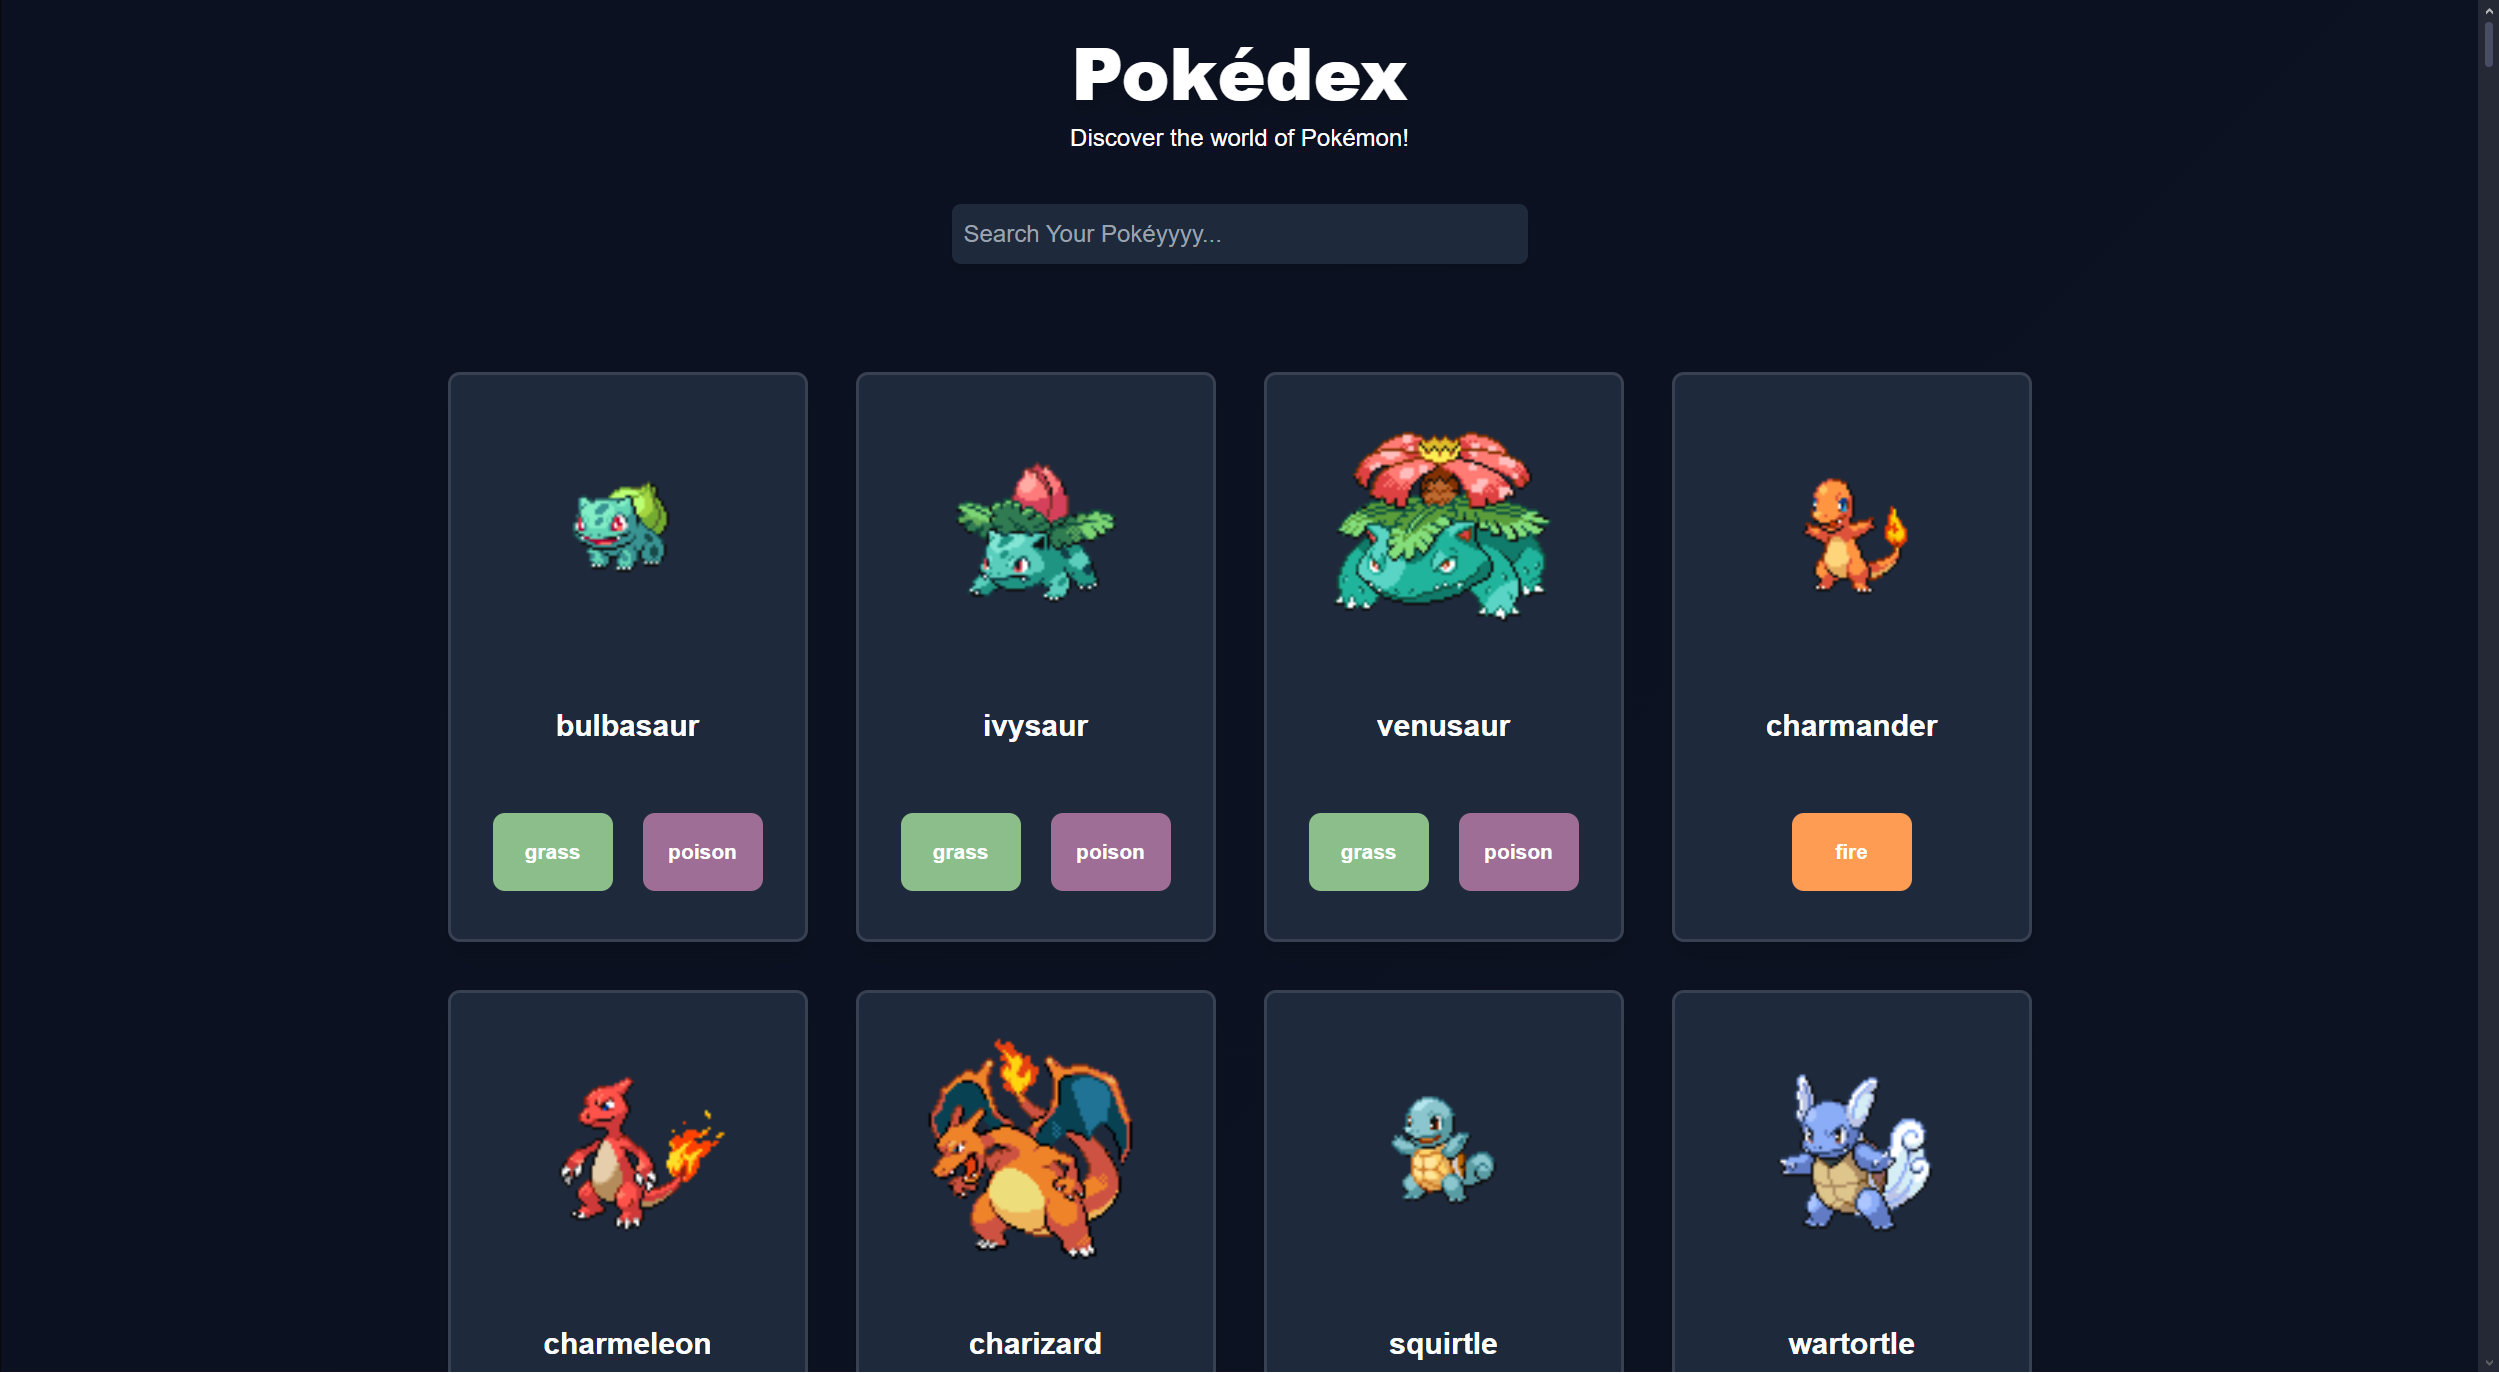 Pokédex
Discover the world of Pokémon!
Search Your Pokéyyyy...
bulbasaur
ivysaur
venusaur
charmander
grass
poison
grass
poison
grass
poison
fire
charmeleon
charizard
squirtle
wartortle